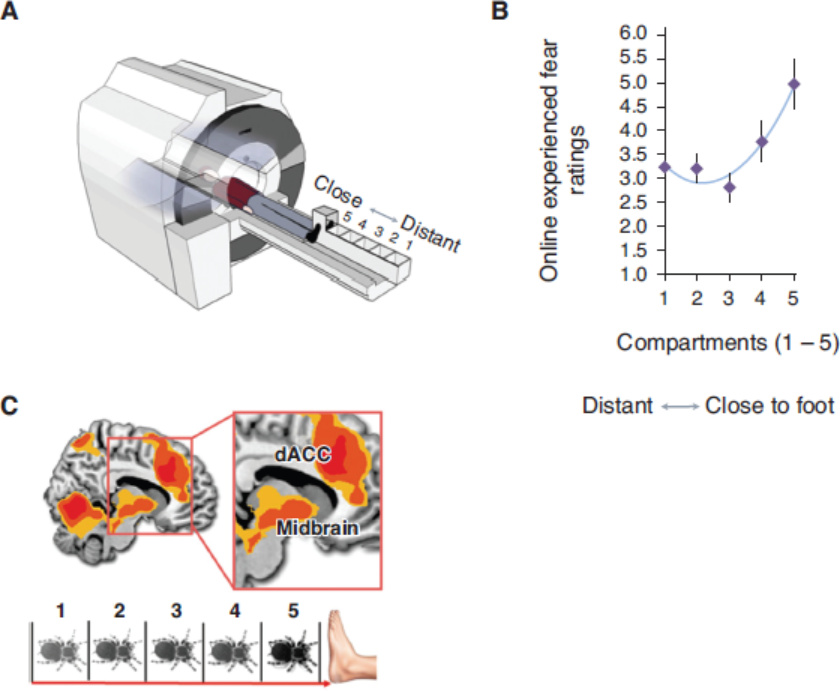 A
Close
Distant
5 4 3 2 1
B
Online experienced fear
ratings
6.0
5.5
5.0
4.5
4.0
3.5
3.0
2.5
2.0
1.5
1.0
1 2 3 4 5
Compartments (1 – 5)
Distant ⟷ Close to foot
C
dACC
Midbrain
1 2 3 4 5